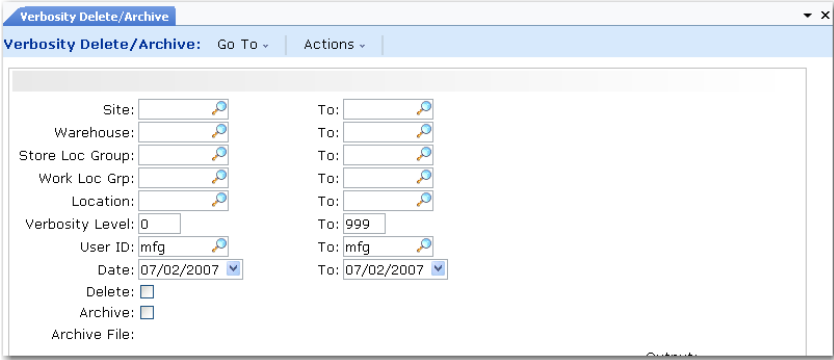 Verbosity Delete/Archive
Verbosity Delete/Archive: Go To Actions
Site: To:
Warehouse: To:
Store Loc Group: To:
Work Loc Grp: To:
Location: To:
Verbosity Level: 0 To: 999
User ID: mfg To: mfg
Date: 07/02/2007 To: 07/02/2007
Delete:
Archive:
Archive File:
Output: